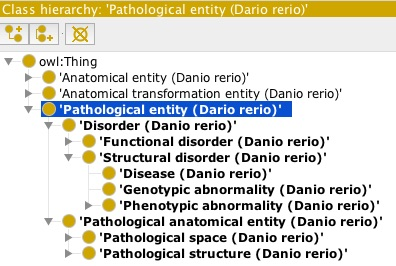 Class hierarchy: 'Pathological entity (Dario rerio)'
owl:Thing
'Anatomical entity (Danio rerio)'
'Anatomical transformation entity (Danio rerio)'
'Pathological entity (Dario rerio)'
'Disorder (Danio rerio)'
'Functional disorder (Danio rerio)'
'Structural disorder (Danio rerio)'
'Disease (Danio rerio)'
'Genotypic abnormality (Danio rerio)'
'Phenotypic abnormality (Danio rerio)'
'Pathological anatomical entity (Danio rerio)'
'Pathological space (Danio rerio)'
'Pathological structure (Danio rerio)'